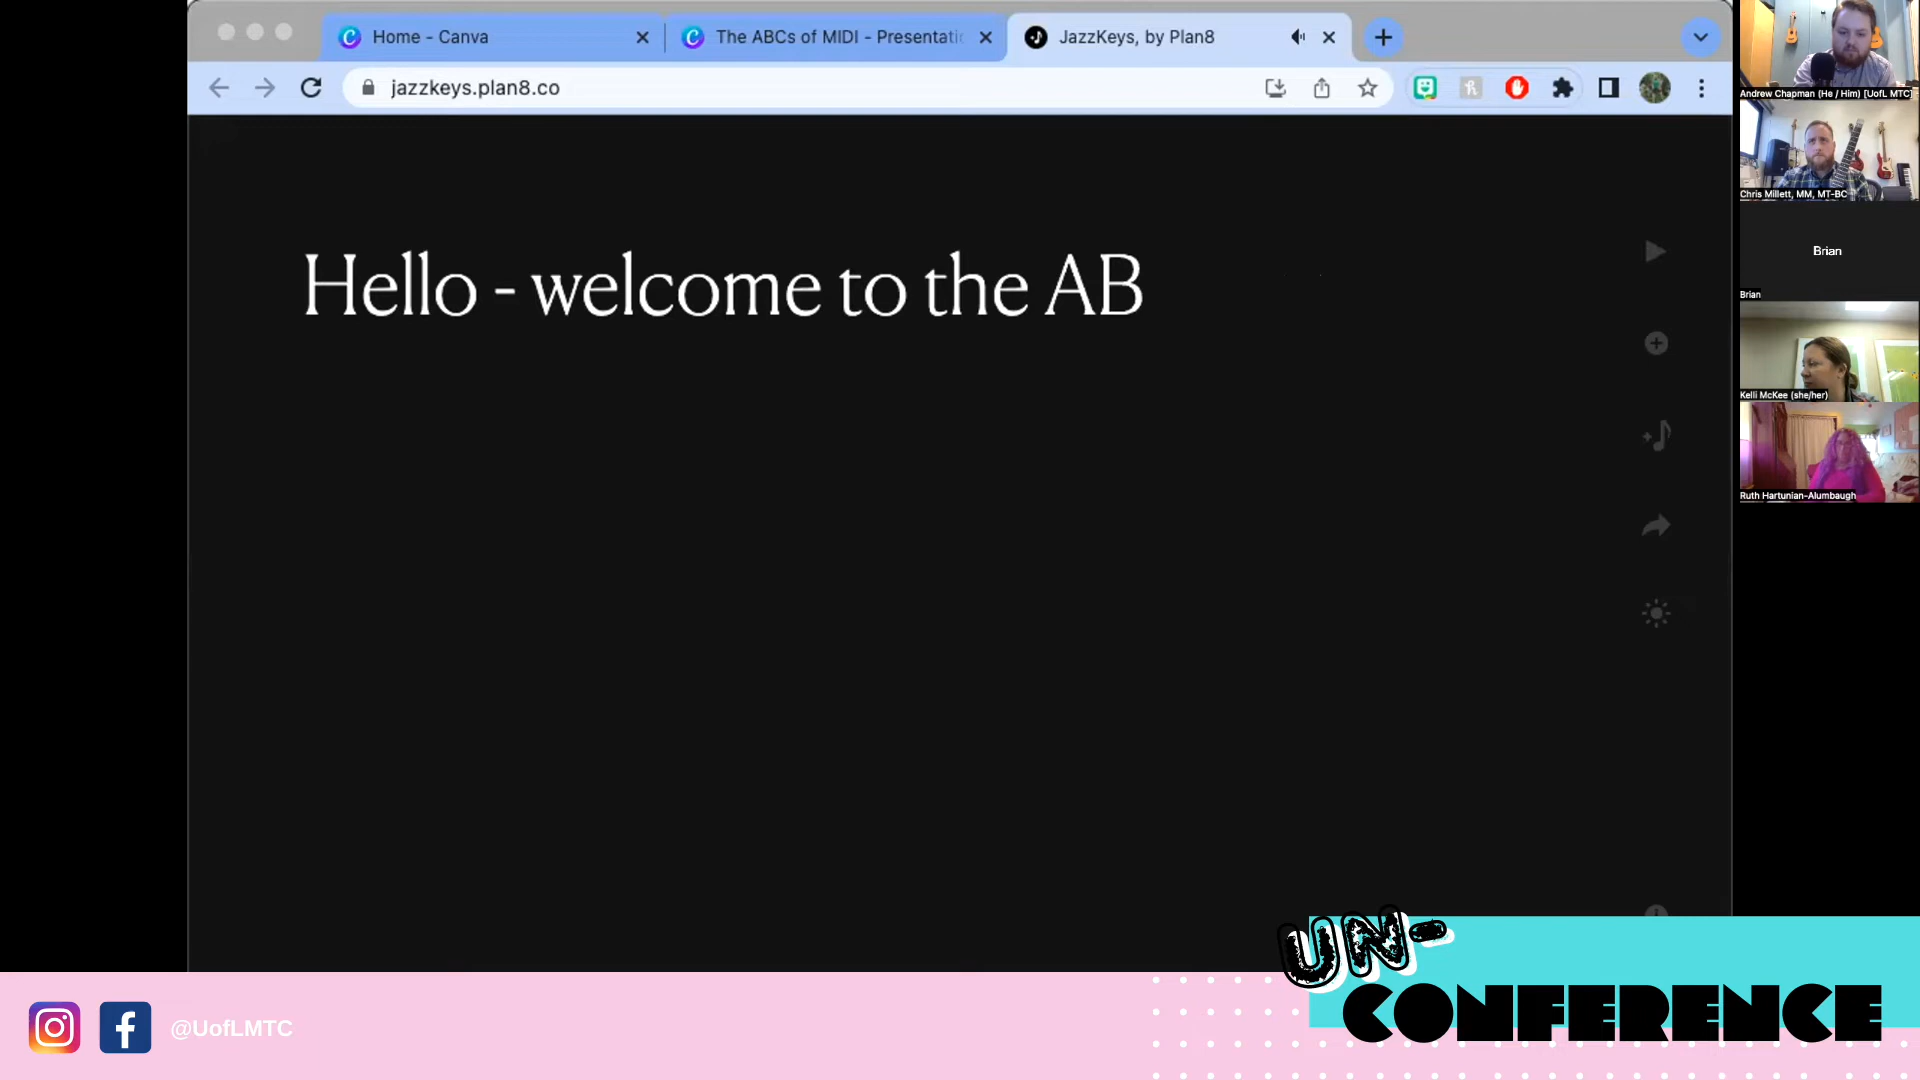 Home - Canva
The ABCs of MIDI - Presentatic
JazzKeys, by Plan8
jazzkeys.plan8.co
Hello - welcome to the AB
Andrew Chapman (He / Him) [UofL MTC]
Chris Millett, MM, MT-BC
Brian
Brian
Kelli McKee (she/her)
Ruth Hartunian-Alumbaugh
UN-
CONFERENCE
@UofLMTC